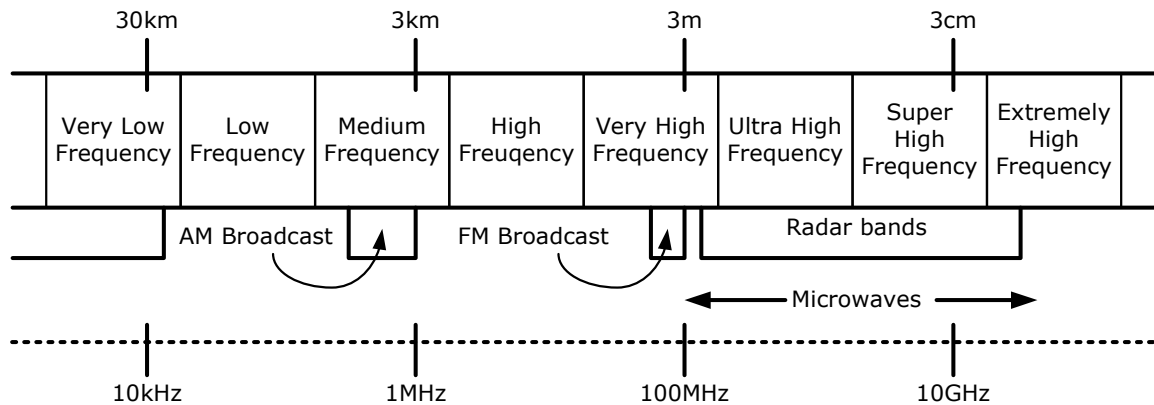 30km
3km
3m
3cm
Very Low
Frequency
Low
Frequency
Medium
Frequency
High
Freuqency
Very High
Frequency
Ultra High
Frequency
Super
High
Frequency
Extremely
High
Frequency
AM Broadcast
FM Broadcast
Radar bands
Microwaves
10kHz
1MHz
100MHz
10GHz